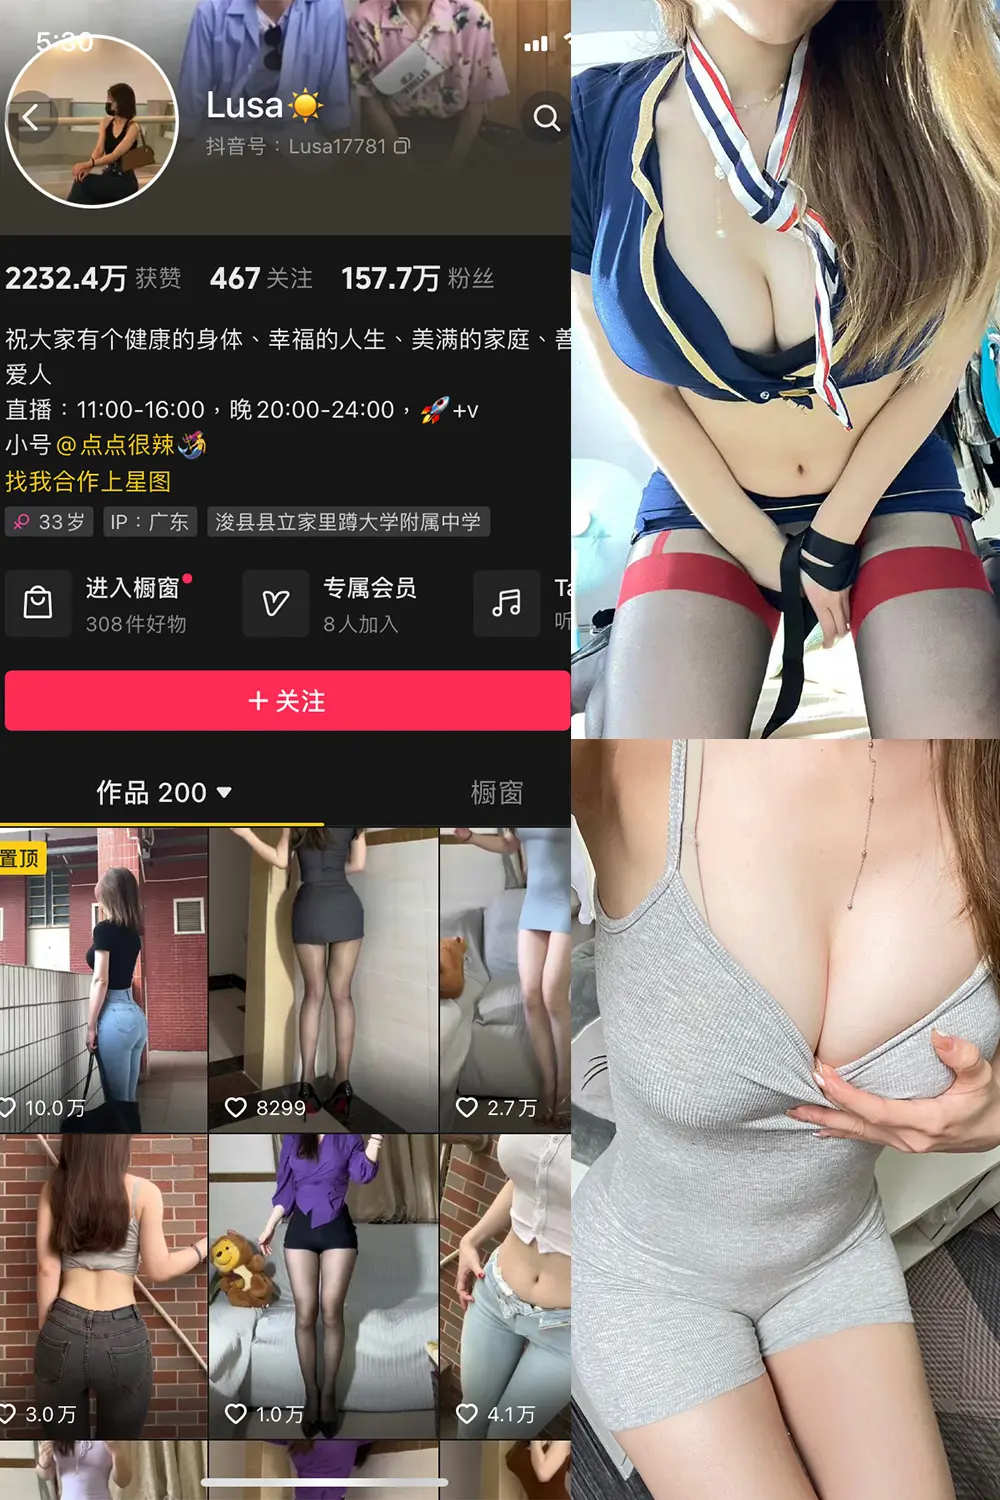 5:30
Lusa
抖音号：Lusa17781
2232.4万 获赞 467 关注 157.7万 粉丝
祝大家有个健康的身体、幸福的人生、美满的家庭、善
爱人
直播：11:00-16:00，晚20:00-24:00，🚀+v
小号@点点很辣
找我合作上星图
33岁 IP：广东 浚县县立家里蹲大学附属中学
进入橱窗 专属会员
308件好物 8人加入 听
+ 关注
作品 200 橱窗
置顶
10.0万 8299 2.7万
3.0万 1.0万 4.1万